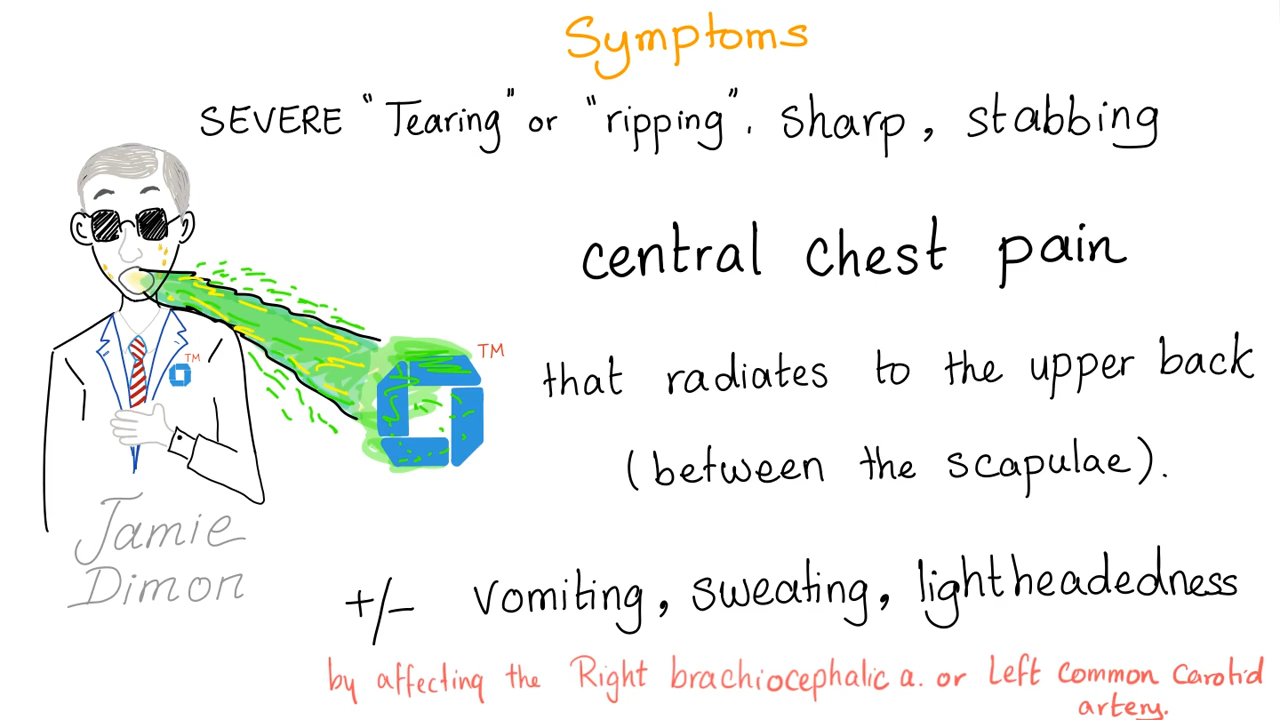 Symptoms
SEVERE "Tearing" or "ripping". sharp, stabbing
central chest pain
TM
TM
that radiates to the upper back
(between the scapulae).
Jamie
Dimon
+/- vomiting, sweating, lightheadedness
by affecting the Right brachiocephalic a. or Left common carotid
artery.